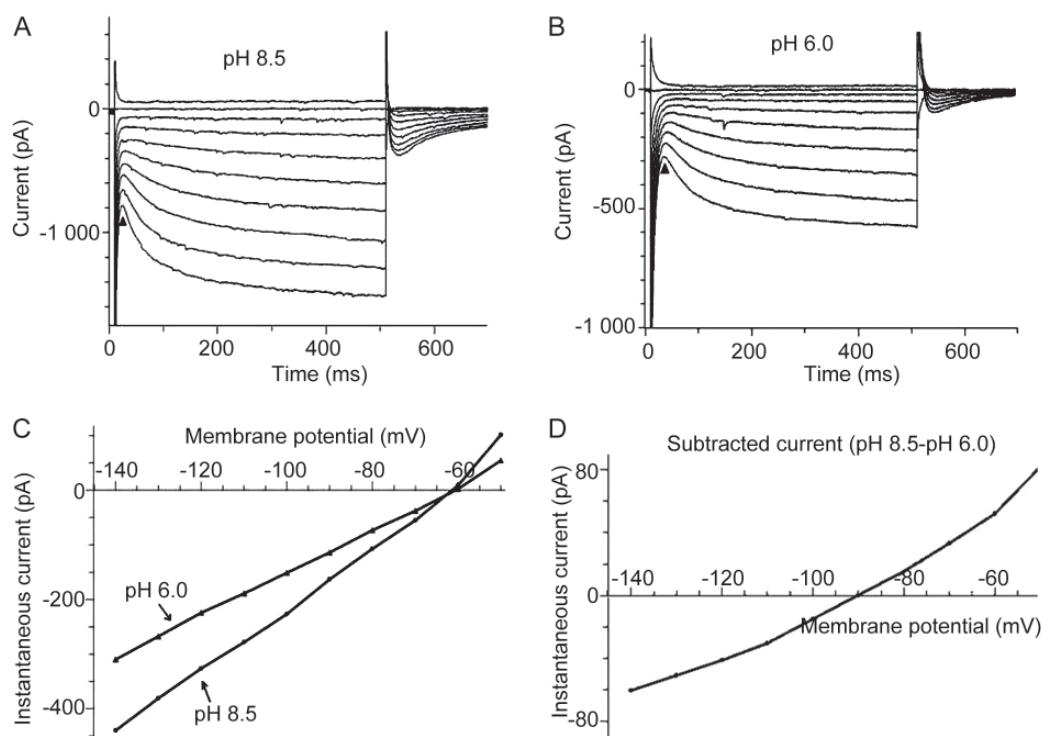 A
pH 8.5
0
-1 000
Current (pA)
0
200
400
600
Time (ms)
B
pH 6.0
0
-500
-1 000
Current (pA)
0
200
400
600
Time (ms)
C
Membrane potential (mV)
-140
-120
-100
-80
-60
0
-200
-400
Instantaneous current (pA)
pH 6.0
pH 8.5
D
Subtracted current (pH 8.5-pH 6.0)
80
-140
-120
-100
-80
-60
0
Membrane potential (mV)
-80
Instantaneous current (pA)